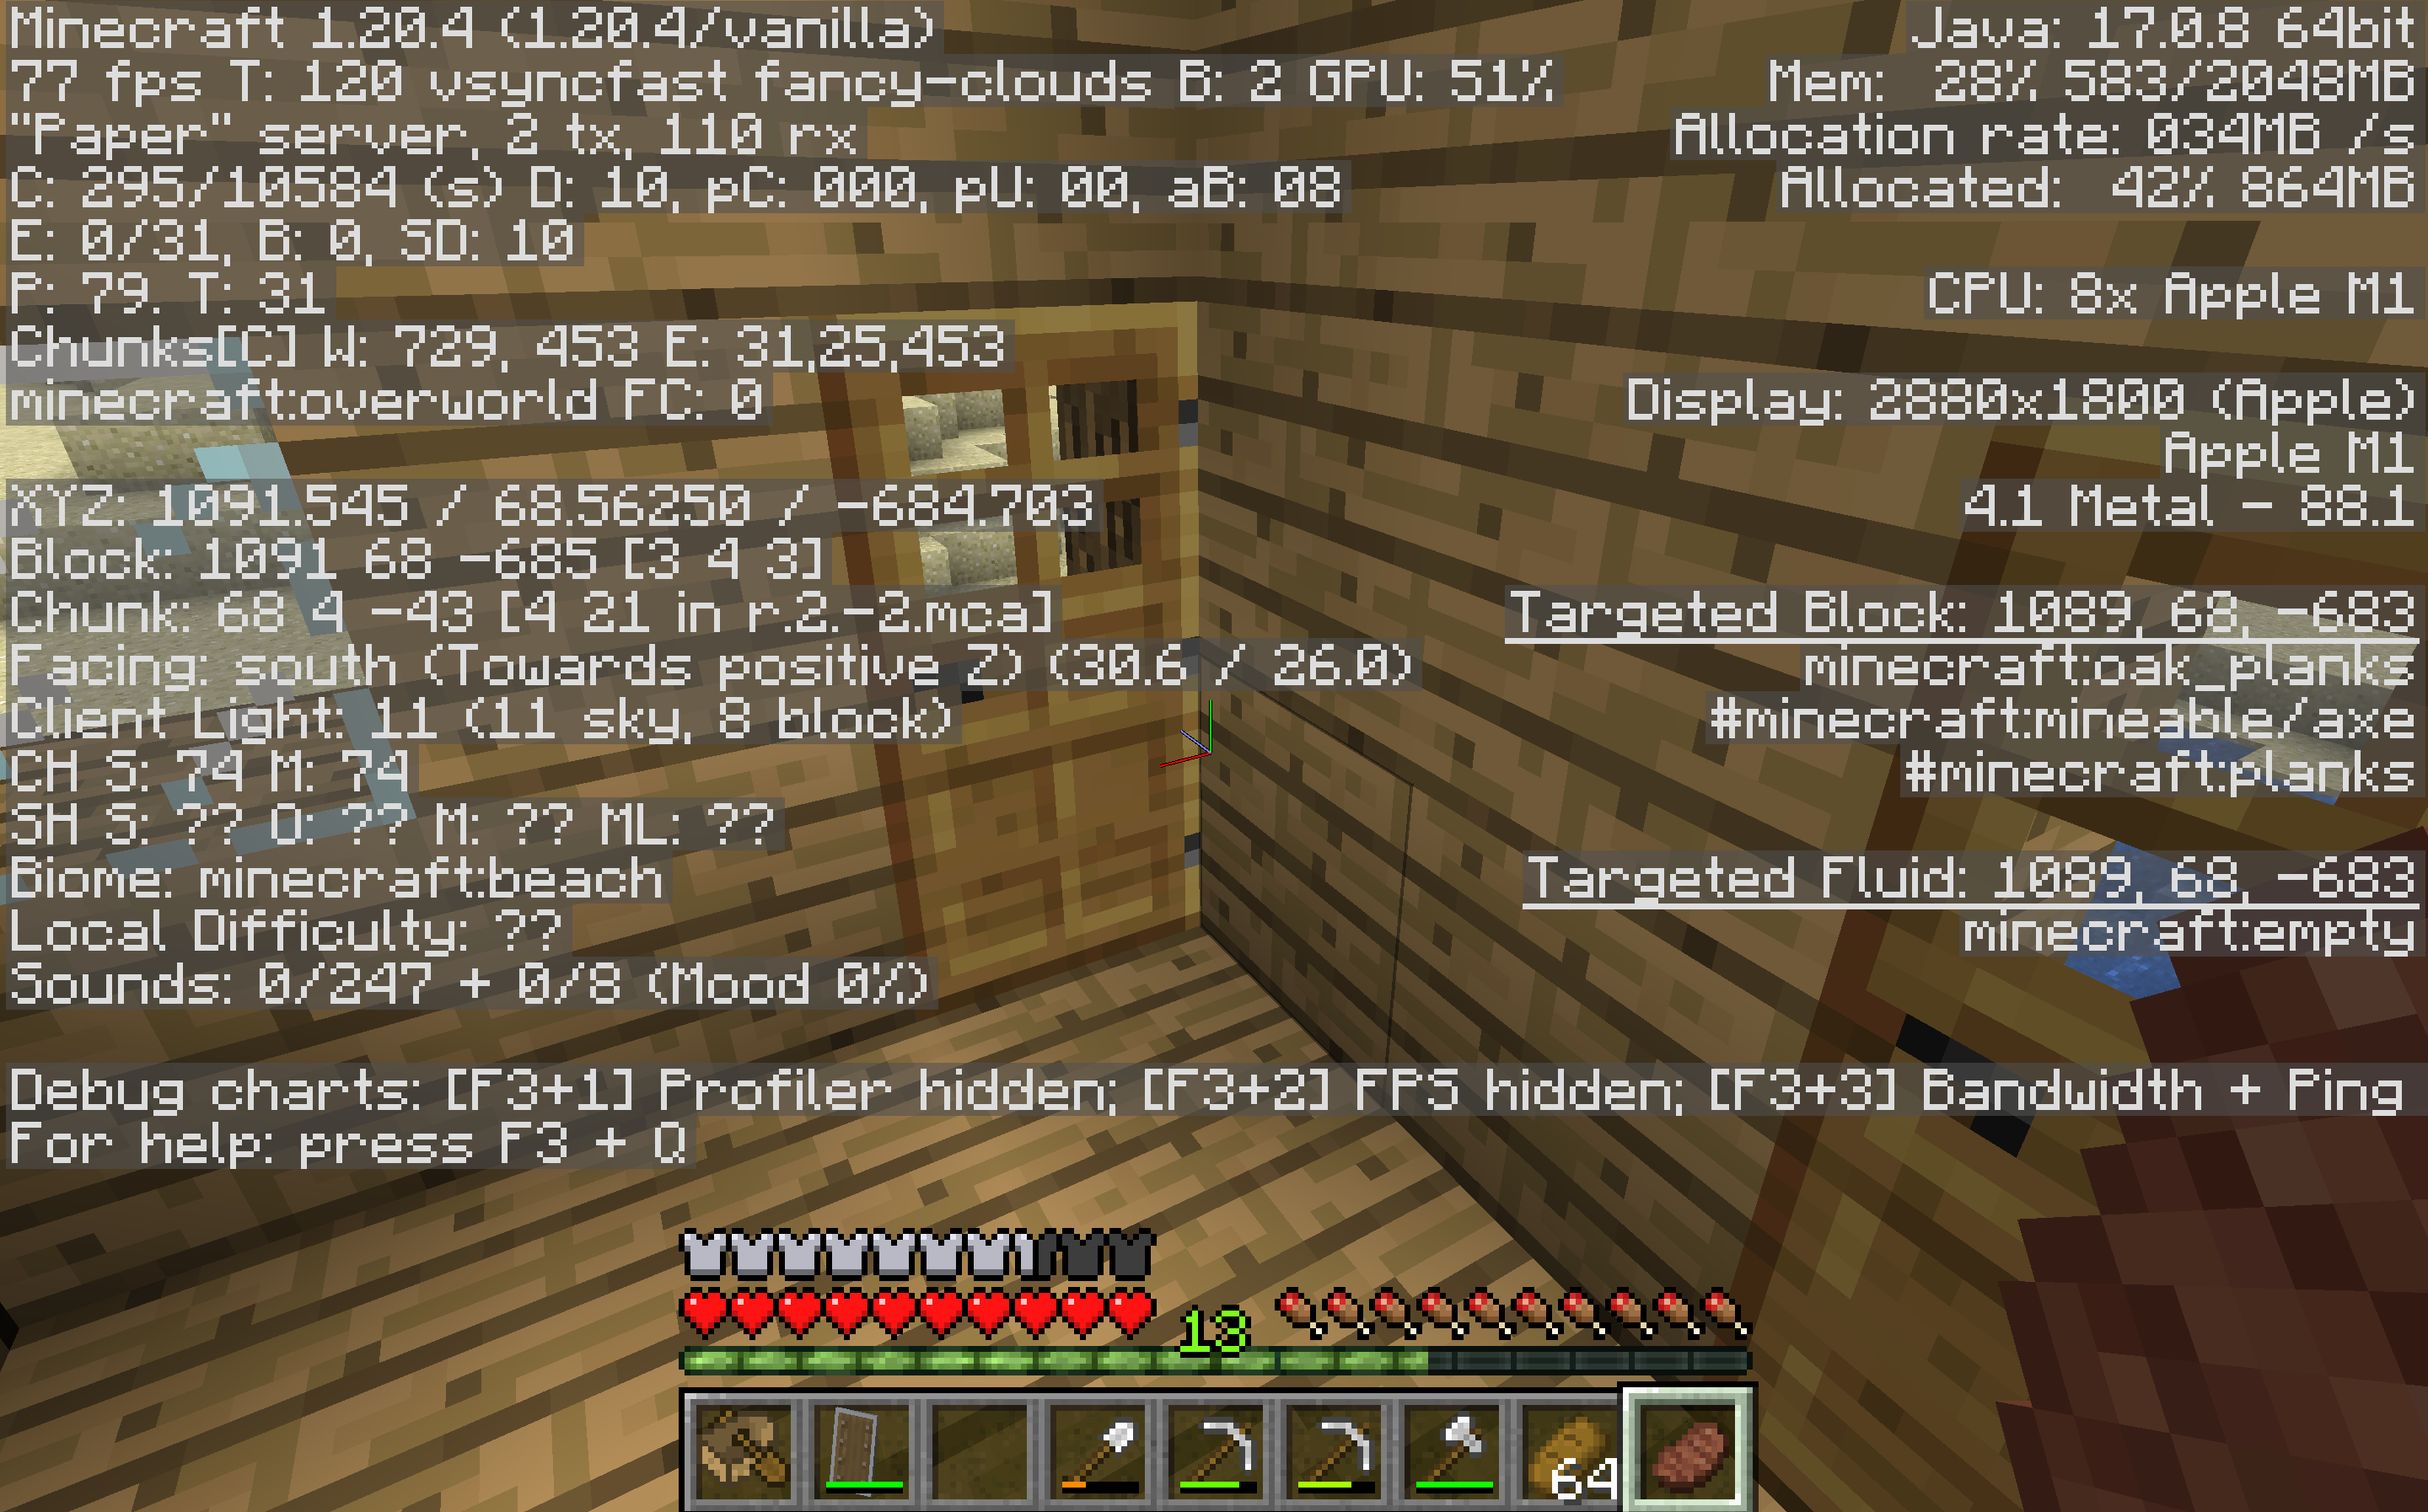 Minecraft 1.20.4 (1.20.4/vanilla)
77 fps T: 120 vsyncfast fancy-clouds B: 2 GPU: 51%
"Paper" server, 2 tx, 110 rx
C: 295/10584 (s) D: 10, pC: 000, pU: 00, aB: 08
E: 0/31, B: 0, SD: 10
P: 79. T: 31
Chunks[C] W: 729, 453 E: 31,25,453
minecraft:overworld FC: 0
XYZ: 1091.545 / 68.56250 / -684.703
Block: 1091 68 -685 [3 4 3]
Chunk: 68 4 -43 [4 21 in r.2.-2.mca]
Facing: south (Towards positive Z) (30.6 / 26.0)
Client Light: 11 (11 sky, 8 block)
CH S: 74 M: 74
SH S: ?? O: ?? M: ?? ML: ??
Biome: minecraft:beach
Local Difficulty: ??
Sounds: 0/247 + 0/8 (Mood 0%)
Debug charts: [F3+1] Profiler hidden; [F3+2] FPS hidden; [F3+3] Bandwidth + Ping
For help: press F3 + Q
Java: 17.0.8 64bit
Mem: 28% 583/2048MB
Allocation rate: 034MB /s
Allocated: 42% 864MB
CPU: 8x Apple M1
Display: 2880x1800 (Apple)
Apple M1
4.1 Metal - 88.1
Targeted Block: 1089, 68, -683
minecraft:oak_planks
#minecraft:mineable/axe
#minecraft:planks
Targeted Fluid: 1089, 68, -683
minecraft:empty
13
64